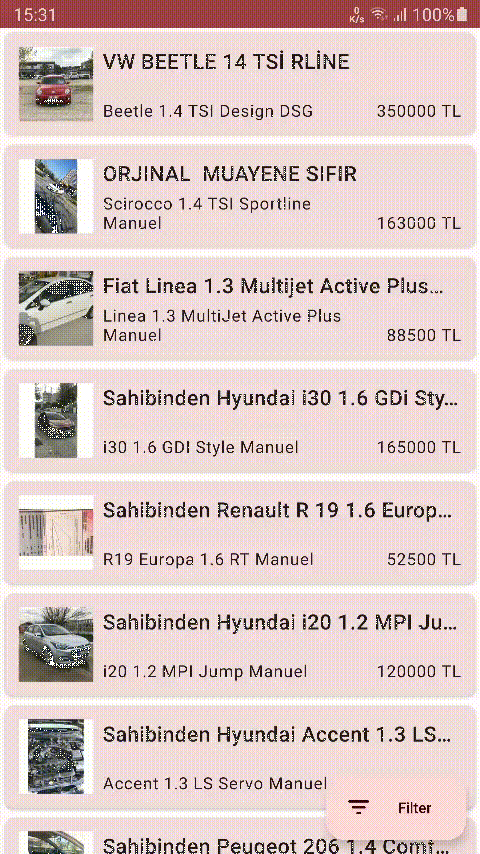 15:31
0
K/s
100%
VW BEETLE 14 TSİ RLİNE
Beetle 1.4 TSI Design DSG
350000 TL
ORJINAL MUAYENE SIFIR
Scirocco 1.4 TSI Sportline
Manuel
163000 TL
Fiat Linea 1.3 Multijet Active Plus...
Linea 1.3 MultiJet Active Plus
Manuel
88500 TL
Sahibinden Hyundai i30 1.6 GDi Sty...
i30 1.6 GDI Style Manuel
165000 TL
Sahibinden Renault R 19 1.6 Europ...
R19 Europa 1.6 RT Manuel
52500 TL
Sahibinden Hyundai i20 1.2 MPI Ju...
i20 1.2 MPI Jump Manuel
120000 TL
Sahibinden Hyundai Accent 1.3 LS...
Accent 1.3 LS Servo Manuel
Filter
Sahibinden Peugeot 206 1.4 Comf...